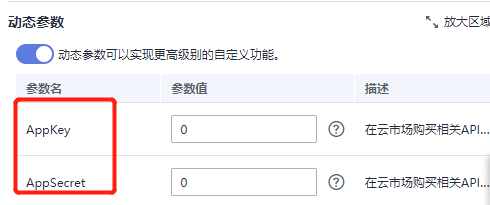 动态参数 放大区域
动态参数可以实现更高级别的自定义功能。
参数名 参数值 描述
AppKey 0 在云市场购买相关API...
AppSecret 0 在云市场购买相关API...